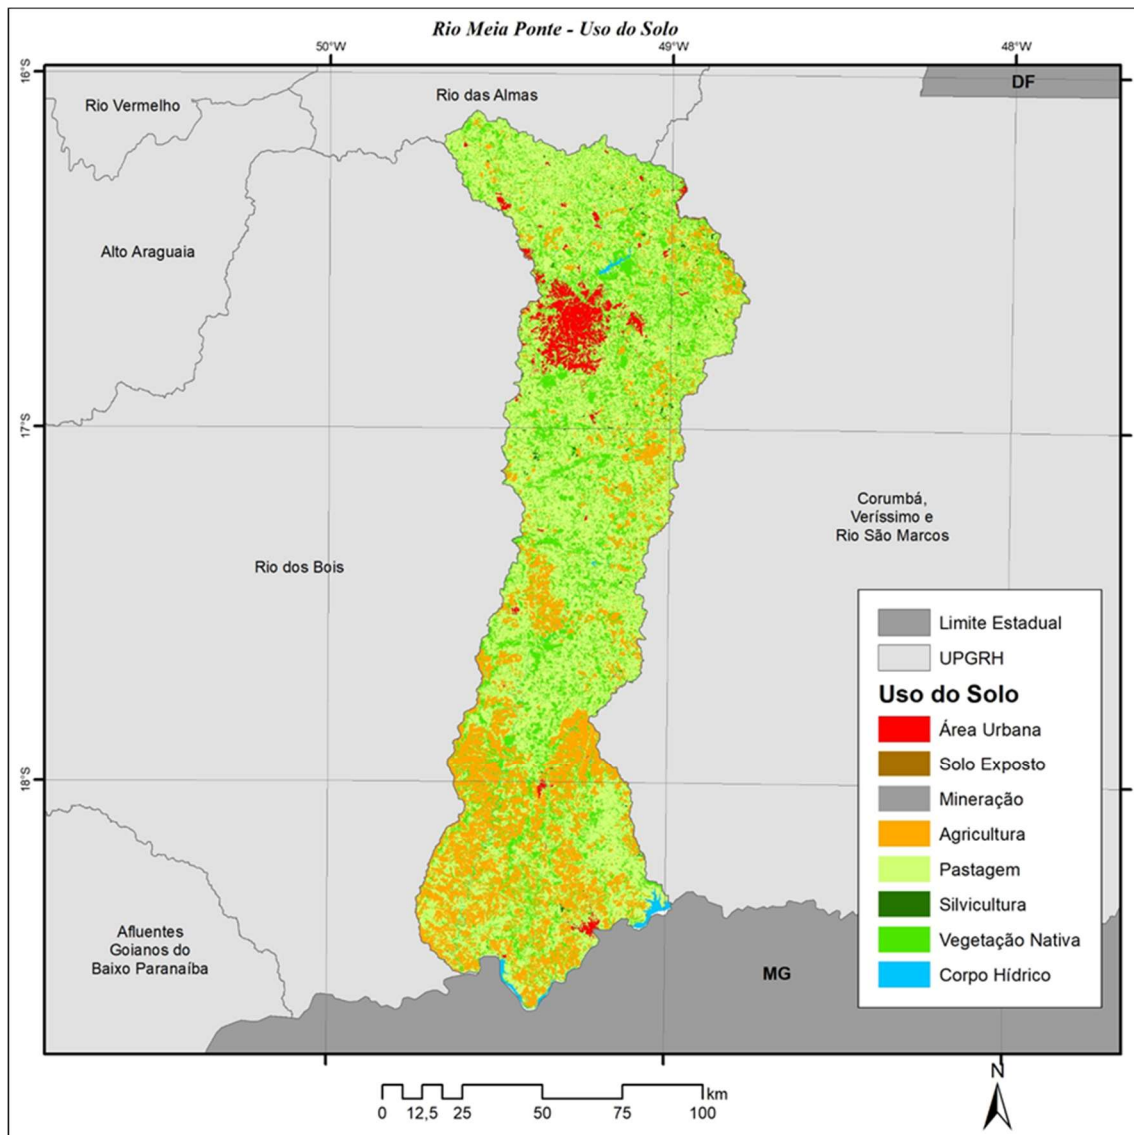 Rio Meia Ponte - Uso do Solo
50°W
49°W
48°W
16°S
DF
Rio Vermelho
Rio das Almas
Alto Araguaia
17°S
Corumbá,
Veríssimo e
Rio São Marcos
Rio dos Bois
Limite Estadual
UPGRH
Uso do Solo
Área Urbana
Solo Exposto
Mineração
Agricultura
Pastagem
Silvicultura
Vegetação Nativa
Corpo Hídrico
18°S
Afluentes
Goianos do
Baixo Paranaíba
MG
N
km
0 12,5 25 50 75 100